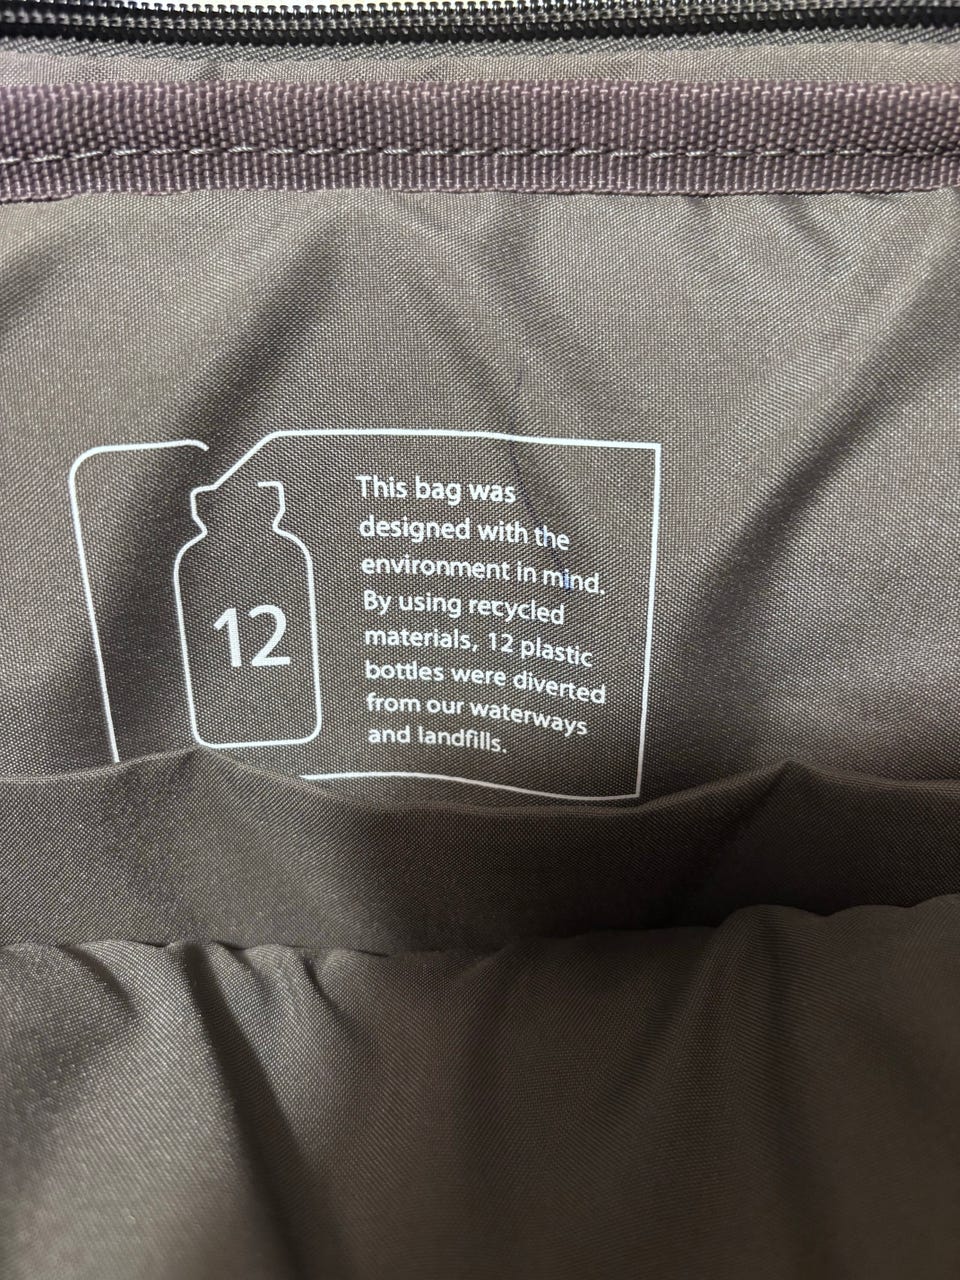 12
This bag was
designed with the
environment in mind.
By using recycled
materials, 12 plastic
bottles were diverted
from our waterways
and landfills.